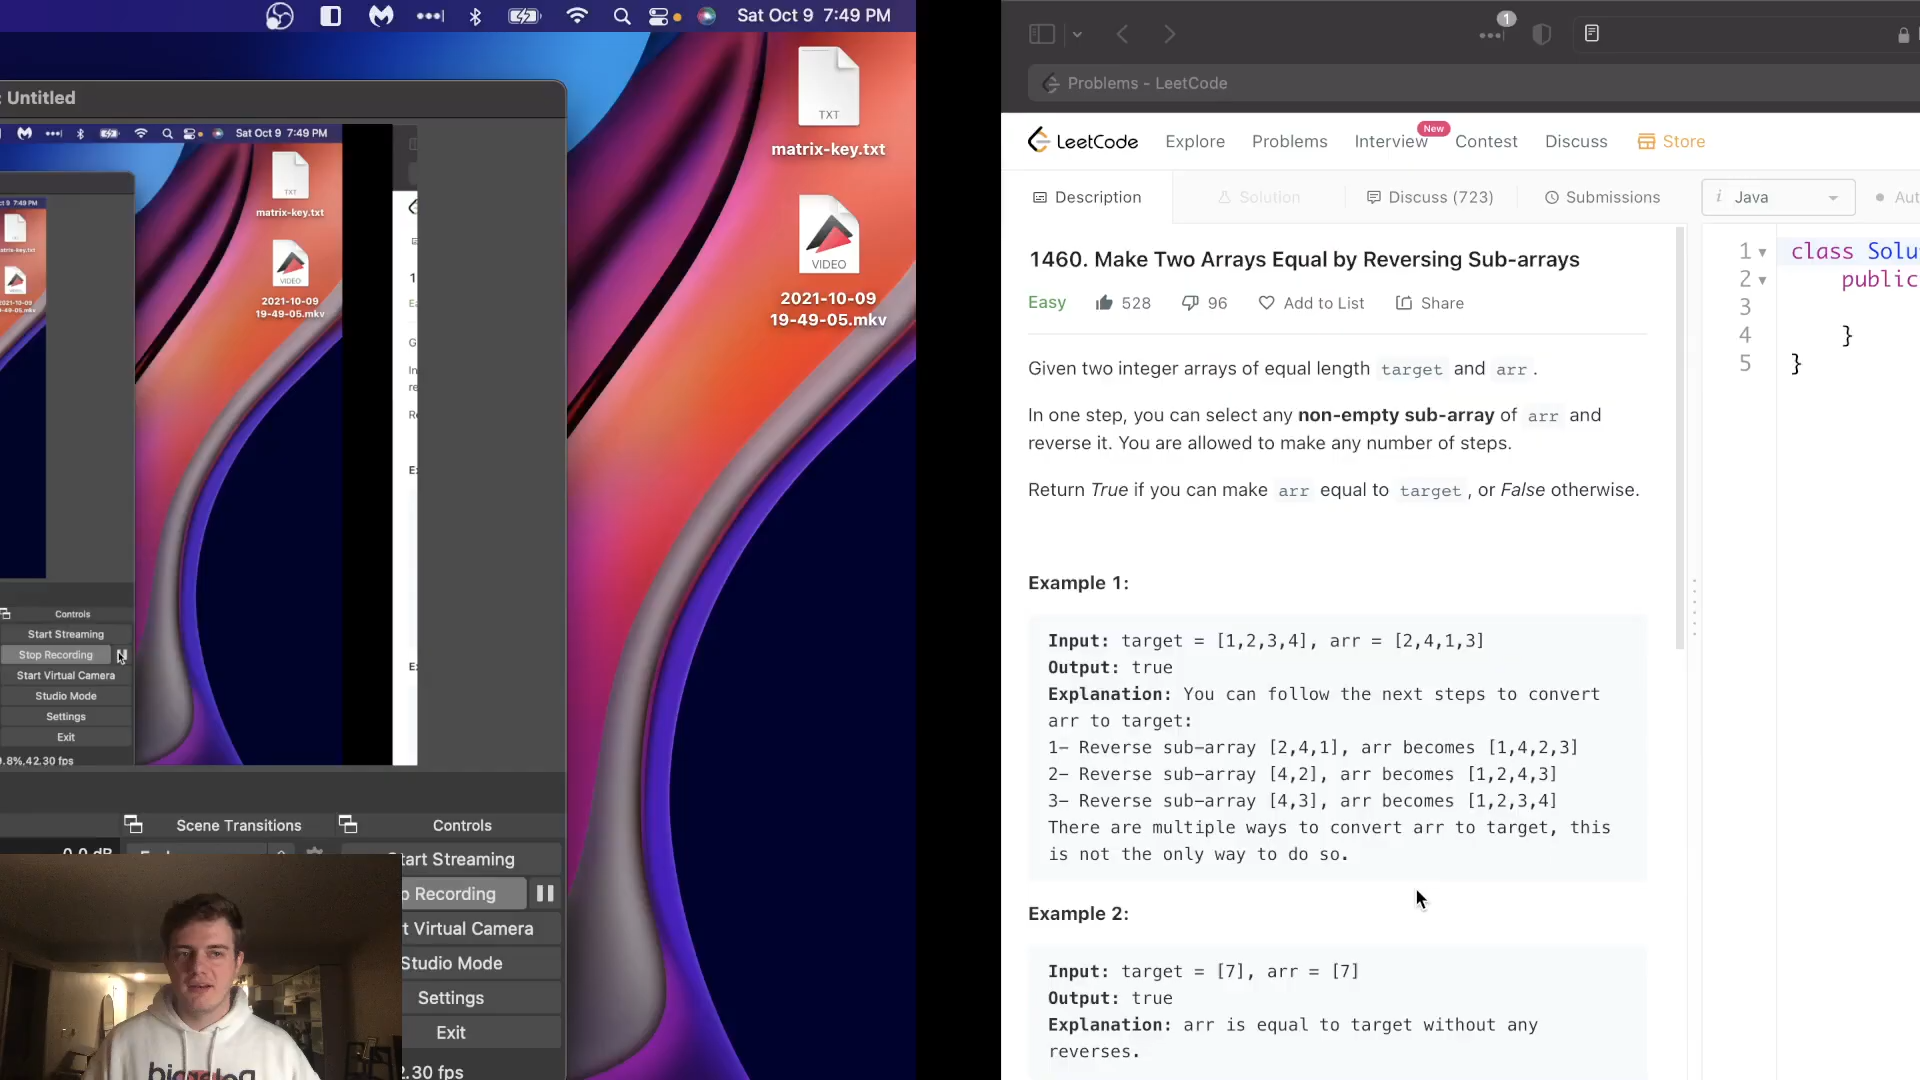 Sat Oct 9 7:49 PM
TXT
matrix-key.txt
VIDEO
2021-10-09
19-49-05.mkv
: Untitled
Sat Oct 9 7:49 PM
TXT
matrix-key.txt
VIDEO
2021-10-09
19-49-05.mkv
Controls
Start Streaming
Stop Recording
Start Virtual Camera
Studio Mode
Settings
Exit
.8%,42.30 fps
Scene Transitions
Controls
0.0 dB
tart Streaming
p Recording
t Virtual Camera
Studio Mode
Settings
Exit
2.30 fps
1
Problems - LeetCode
LeetCode
Explore
Problems
Interview
New
Contest
Discuss
Store
Description
Solution
Discuss (723)
Submissions
i Java
Aut
1460. Make Two Arrays Equal by Reversing Sub-arrays
Easy
528
96
Add to List
Share
Given two integer arrays of equal length target and arr.
In one step, you can select any non-empty sub-array of arr and
reverse it. You are allowed to make any number of steps.
Return True if you can make arr equal to target, or False otherwise.
Example 1:
Input: target = [1,2,3,4], arr = [2,4,1,3]
Output: true
Explanation: You can follow the next steps to convert
arr to target:
1- Reverse sub-array [2,4,1], arr becomes [1,4,2,3]
2- Reverse sub-array [4,2], arr becomes [1,2,4,3]
3- Reverse sub-array [4,3], arr becomes [1,2,3,4]
There are multiple ways to convert arr to target, this
is not the only way to do so.
Example 2:
Input: target = [7], arr = [7]
Output: true
Explanation: arr is equal to target without any
reverses.
1 class Solu
2 public
3
4 }
5 }